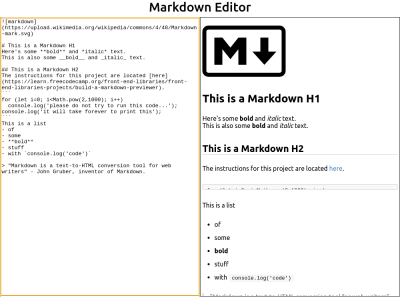 Markdown Editor
![markdown]
(https://upload.wikimedia.org/wikipedia/commons/4/48/Markdown
-mark.svg)
# This is a Markdown H1
Here's some **bold** and *italic* text.
This is also some __bold__ and _italic_ text.
## This is a Markdown H2
The instructions for this project are located [here]
(https://learn.freecodecamp.org/front-end-libraries/front-
end-libraries-projects/build-a-markdown-previewer).
for (let i=0; i<Math.pow(2,1000); i++)
console.log('please do not try to run this code...');
console.log('it will take forever to print this');
This is a list
- of
- some
- **bold**
- stuff
- with `console.log('code')`
> "Markdown is a text-to-HTML conversion tool for web
writers" - John Gruber, inventor of Markdown.
M
This is a Markdown H1
Here's some bold and italic text.
This is also some bold and italic text.
This is a Markdown H2
The instructions for this project are located here.
This is a list
• of
• some
• bold
• stuff
• with console.log('code')